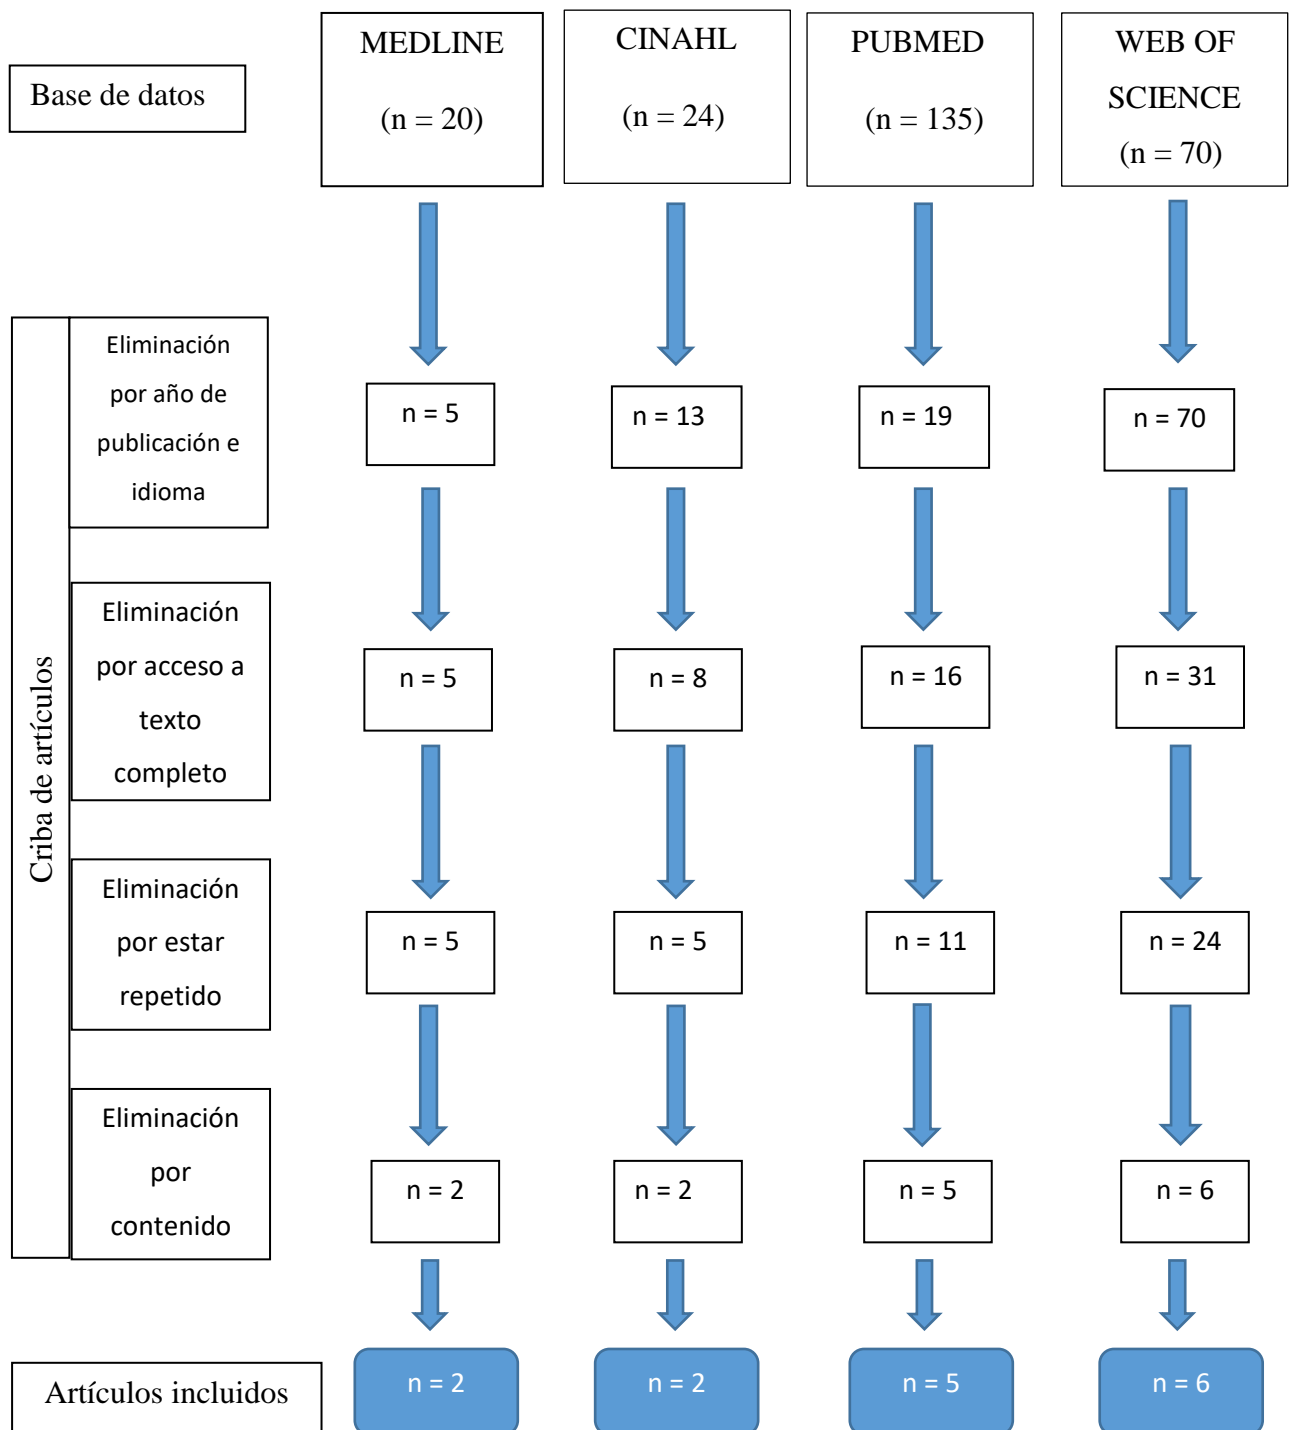 Base de datos
MEDLINE
(n = 20)
CINAHL
(n = 24)
PUBMED
(n = 135)
WEB OF
SCIENCE
(n = 70)
Criba de artículos
Eliminación
por año de
publicación e
idioma
n = 5
n = 13
n = 19
n = 70
Eliminación
por acceso a
texto
completo
n = 5
n = 8
n = 16
n = 31
Eliminación
por estar
repetido
n = 5
n = 5
n = 11
n = 24
Eliminación
por
contenido
n = 2
n = 2
n = 5
n = 6
Artículos incluidos
n = 2
n = 2
n = 5
n = 6